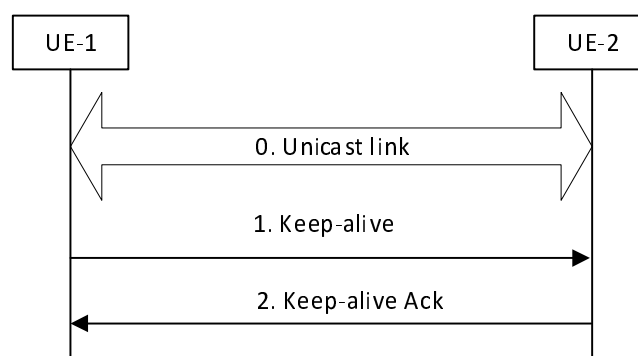 UE-1
UE-2
0. Unicast link
1. Keep-alive
2. Keep-alive Ack